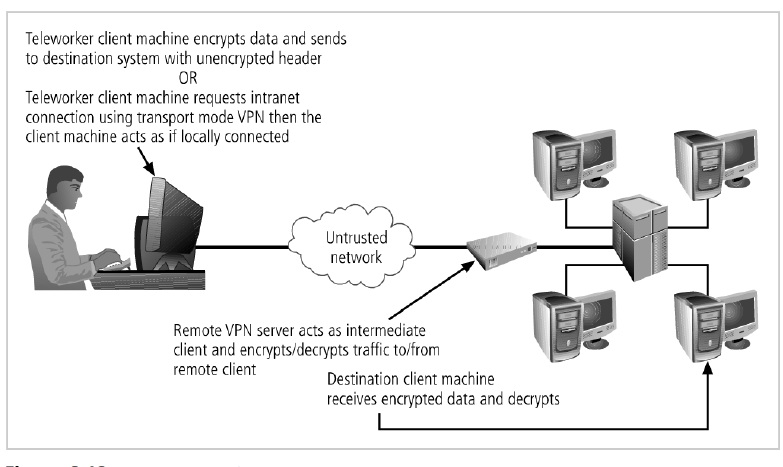 Teleworker client machine encrypts data and sends
to destination system with unencrypted header
OR
Teleworker client machine requests intranet
connection using transport mode VPN then the
client machine acts as if locally connected
Untrusted
network
Remote VPN server acts as intermediate
client and encrypts/decrypts traffic to/from
remote client
Destination client machine
receives encrypted data and decrypts